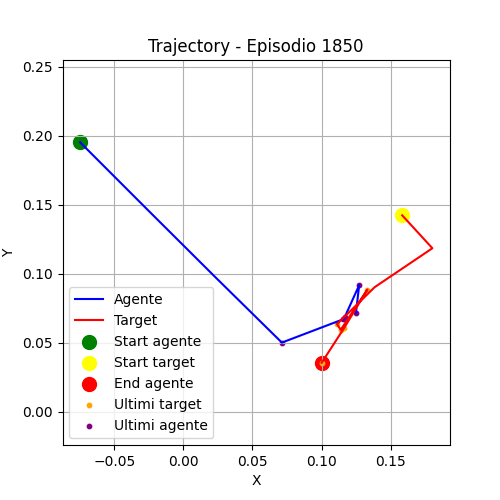 Trajectory - Episodio 1850
Y
0.25
0.20
0.15
0.10
0.05
0.00
Agente
Target
Start agente
Start target
End agente
Ultimi target
Ultimi agente
−0.05
0.00
0.05
0.10
0.15
X